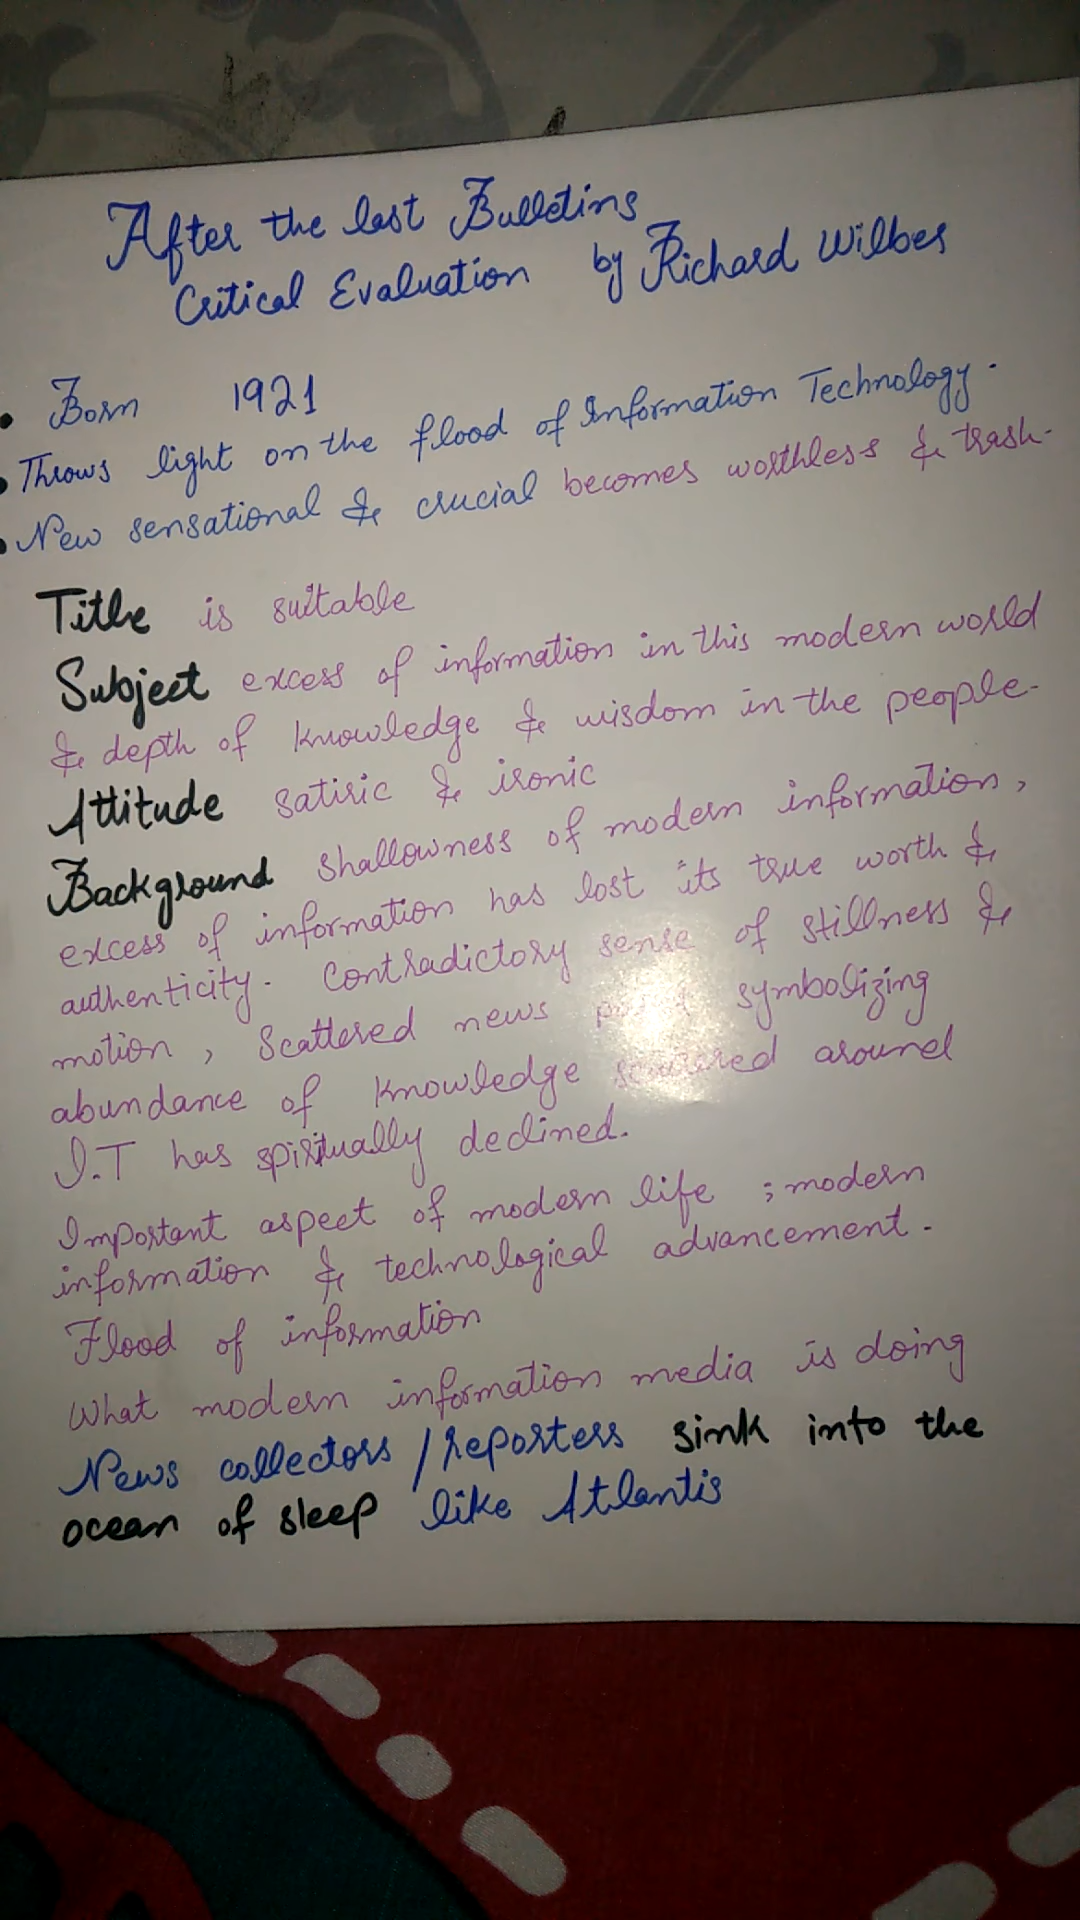 After the last Bulletins
Critical Evaluation by Richard Wilber
• Born 1921
• Throws light on the flood of Information Technology.
• New sensational & crucial becomes worthless & trash.
Title is suitable
Subject excess of information in this modern world
& depth of knowledge & wisdom in the people.
Attitude satiric & ironic
Background Shallowness of modern information,
excess of information has lost its true worth &
authenticity. Contradictory sense of stillness &
motion, Scattered news symbolizing
abundance of knowledge scattered around
I.T has spiritually declined.
Important aspect of modern life ; modern
information & technological advancement.
Flood of information
What modern information media is doing
News collectors / reporters sink into the
ocean of sleep like Atlantis